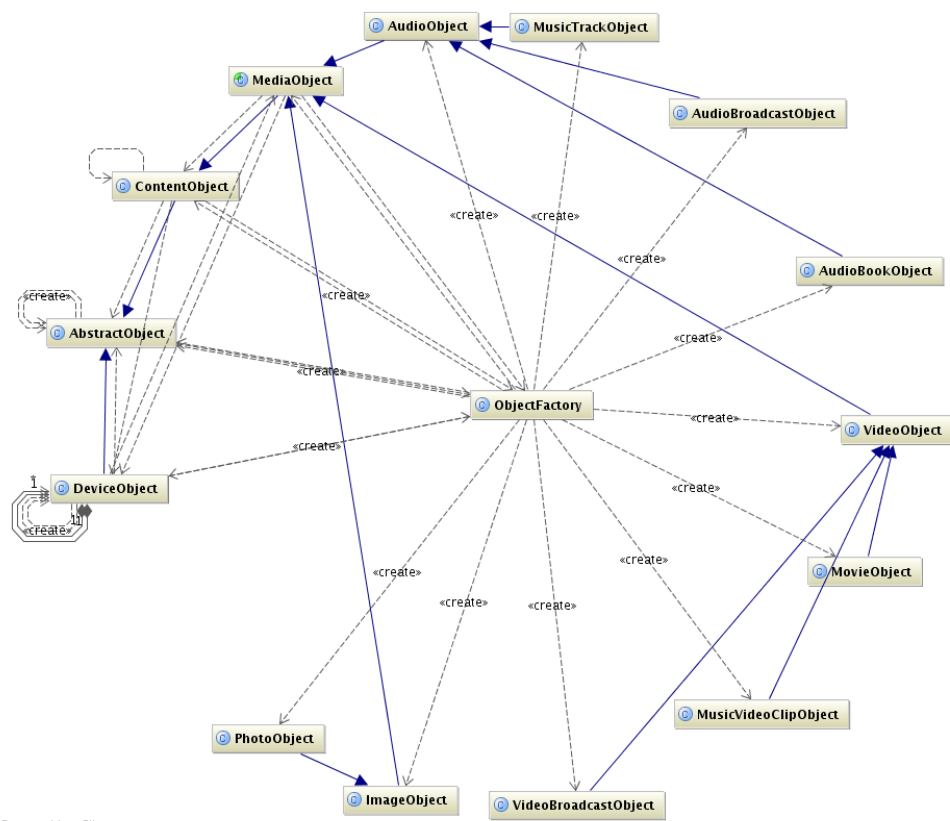 AudioObject
MusicTrackObject
MediaObject
AudioBroadcastObject
ContentObject
«create»
«create»
«create»
AudioBookObject
«create»
«create»
AbstractObject
«create»
«create»
ObjectFactory
«create»
VideoObject
«create»
1
DeviceObject
«create»
11
«create»
«create»
MovieObject
«create»
«create»
«create»
MusicVideoClipObject
PhotoObject
ImageObject
VideoBroadcastObject